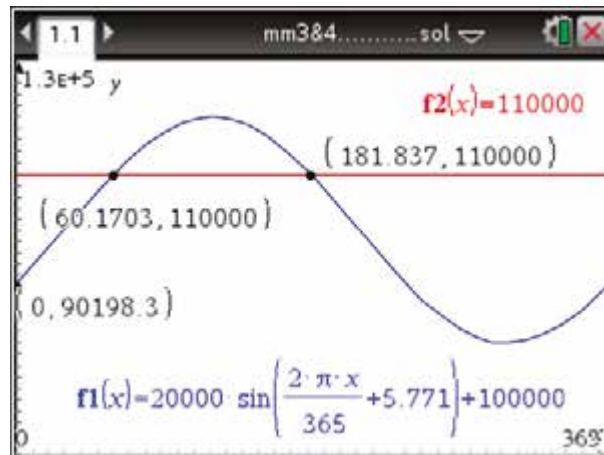 1.1 mm3&4...........sol
1.3E+5 y
f2(x)=110000
(181.837,110000)
(60.1703,110000)
(0,90198.3)
f1(x)=20000·sin(2·π·x/365+5.771)+100000
0